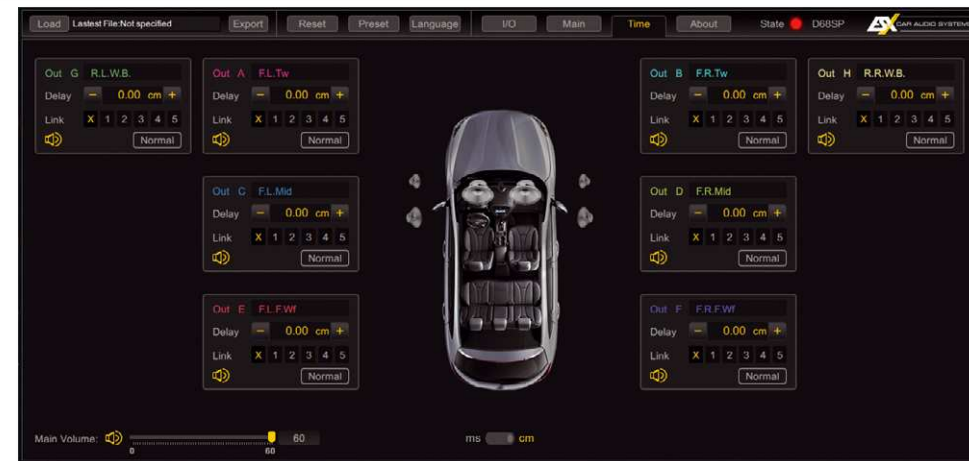 Load Lastest File:Not specified Export Reset Preset Language I/O Main Time About State D68SP ESX CAR AUDIO SYSTEMS
Out G R.L.W.B.
Delay − 0.00 cm +
Link X 1 2 3 4 5
Normal
Out A F.L.Tw
Delay − 0.00 cm +
Link X 1 2 3 4 5
Normal
Out B F.R.Tw
Delay − 0.00 cm +
Link X 1 2 3 4 5
Normal
Out H R.R.W.B.
Delay − 0.00 cm +
Link X 1 2 3 4 5
Normal
Out C F.L.Mid
Delay − 0.00 cm +
Link X 1 2 3 4 5
Normal
Out D F.R.Mid
Delay − 0.00 cm +
Link X 1 2 3 4 5
Normal
Out E F.L.F.Wf
Delay − 0.00 cm +
Link X 1 2 3 4 5
Normal
Out F F.R.F.Wf
Delay − 0.00 cm +
Link X 1 2 3 4 5
Normal
Main Volume: 60
0 60
ms cm